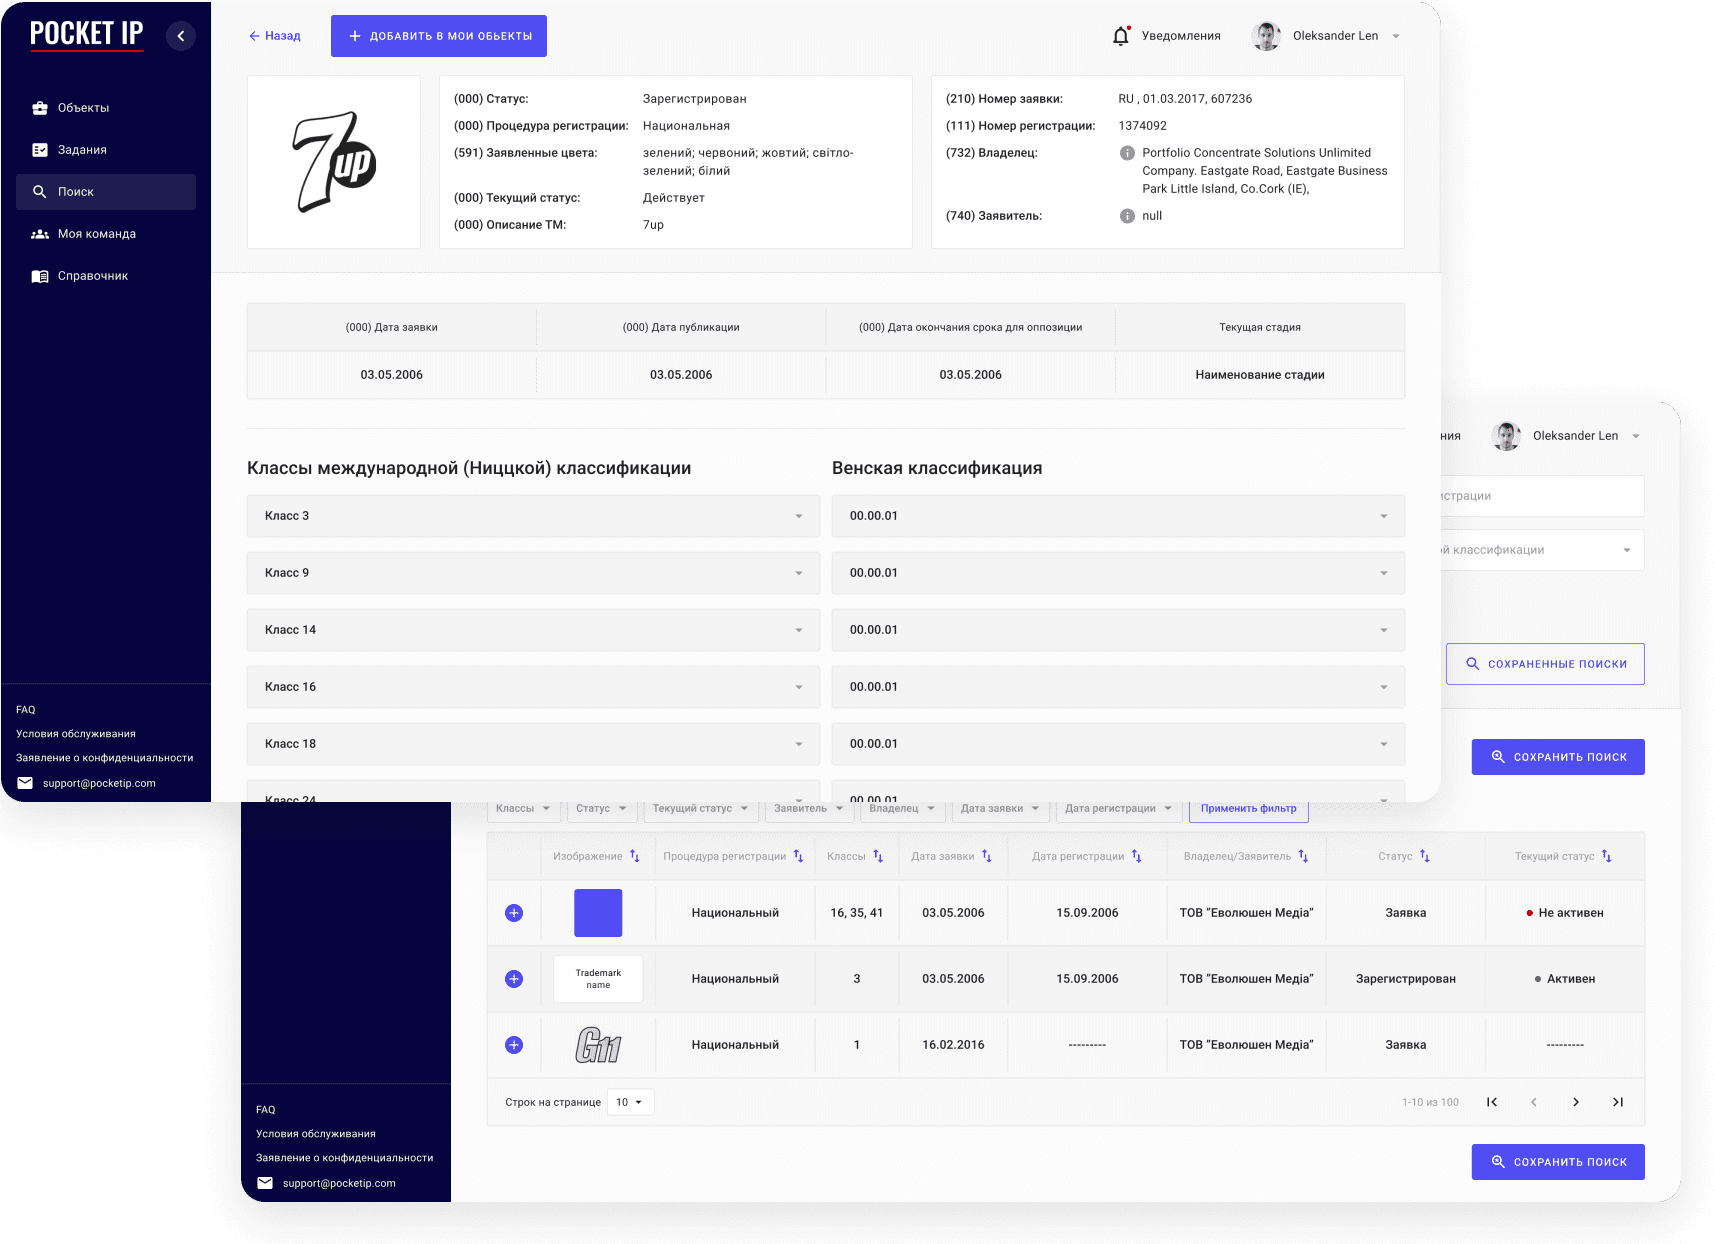 POCKET IP
Объекты
Задания
Поиск
Моя команда
Справочник
FAQ
Условия обслуживания
Заявление о конфиденциальности
support@pocketip.com
Назад
ДОБАВИТЬ В МОИ ОБЬЕКТЫ
Уведомления
Oleksander Len
7up
(000) Статус: Зарегистрирован
(000) Процедура регистрации: Национальная
(591) Заявленные цвета: зелений; червоний; жовтий; світло-
зелений; білий
(000) Текущий статус: Действует
(000) Описание ТМ: 7up
(210) Номер заявки: RU , 01.03.2017, 607236
(111) Номер регистрации: 1374092
(732) Владелец: Portfolio Concentrate Solutions Unlimited
Company. Eastgate Road, Eastgate Business
Park Little Island, Co.Cork (IE),
(740) Заявитель: null
(000) Дата заявки (000) Дата публикации (000) Дата окончания срока для оппозиции Текущая стадия
03.05.2006 03.05.2006 03.05.2006 Наименование стадии
Классы международной (Ниццкой) классификации
Класс 3
Класс 9
Класс 14
Класс 16
Класс 18
Класс 24
Венская классификация
00.00.01
00.00.01
00.00.01
00.00.01
00.00.01
00.00.01
ния
Oleksander Len
истрации
ой классификации
СОХРАНЕННЫЕ ПОИСКИ
СОХРАНИТЬ ПОИСК
Классы Статус Текущий статус Заявитель Владелец Дата заявки Дата регистрации Применить фильтр
Изображение Процедура регистрации Классы Дата заявки Дата регистрации Владелец/Заявитель Статус Текущий статус
Национальный 16, 35, 41 03.05.2006 15.09.2006 ТОВ "Еволюшен Медіа" Заявка Не активен
Trademark
name
Национальный 3 03.05.2006 15.09.2006 ТОВ "Еволюшен Медіа" Зарегистрирован Активен
G11 Национальный 1 16.02.2016 --------- ТОВ "Еволюшен Медіа" Заявка ---------
Строк на странице 10 1-10 из 100
СОХРАНИТЬ ПОИСК
FAQ
Условия обслуживания
Заявление о конфиденциальности
support@pocketip.com